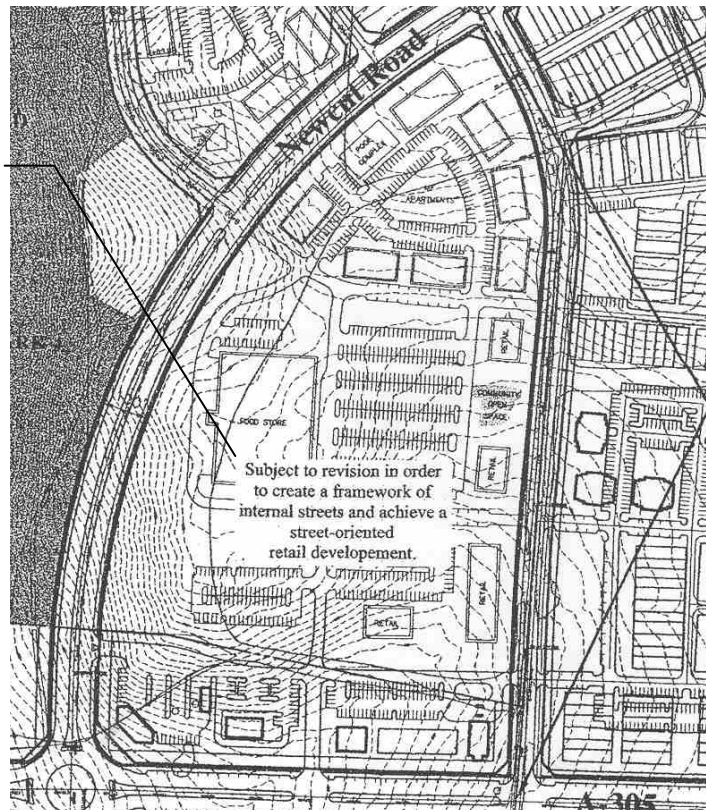 Newcut Road
POOL
COMPLEX
APARTMENTS
RETAIL
COMMUNITY
OPEN
SPACE
FOOD STORE
RETAIL
Subject to revision in order
to create a framework of
internal streets and achieve a
street-oriented
retail developement.
RETAIL
RETAIL
A-305